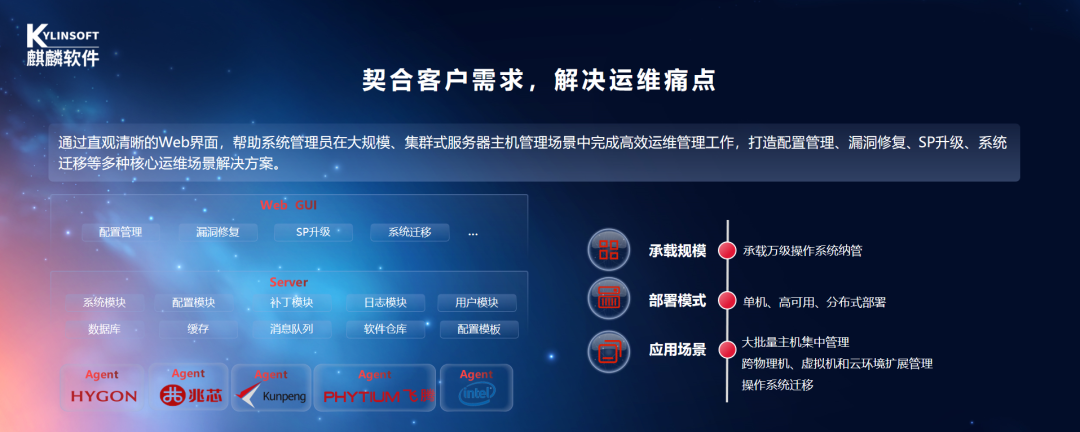 KYLINSOFT
麒麟软件
契合客户需求，解决运维痛点
通过直观清晰的Web界面，帮助系统管理员在大规模、集群式服务器主机管理场景中完成高效运维管理工作，打造配置管理、漏洞修复、SP升级、系统
迁移等多种核心运维场景解决方案。
Web GUI
配置管理 漏洞修复 SP升级 系统迁移 ...
Server
系统模块 配置模块 补丁模块 日志模块 用户模块
数据库 缓存 消息队列 软件仓库 配置模板
Agent Agent Agent Agent Agent
HYGON 兆芯 Kunpeng PHYTIUM飞腾 intel
承载规模 承载万级操作系统纳管
部署模式 单机、高可用、分布式部署
应用场景
大批量主机集中管理
跨物理机、虚拟机和云环境扩展管理
操作系统迁移